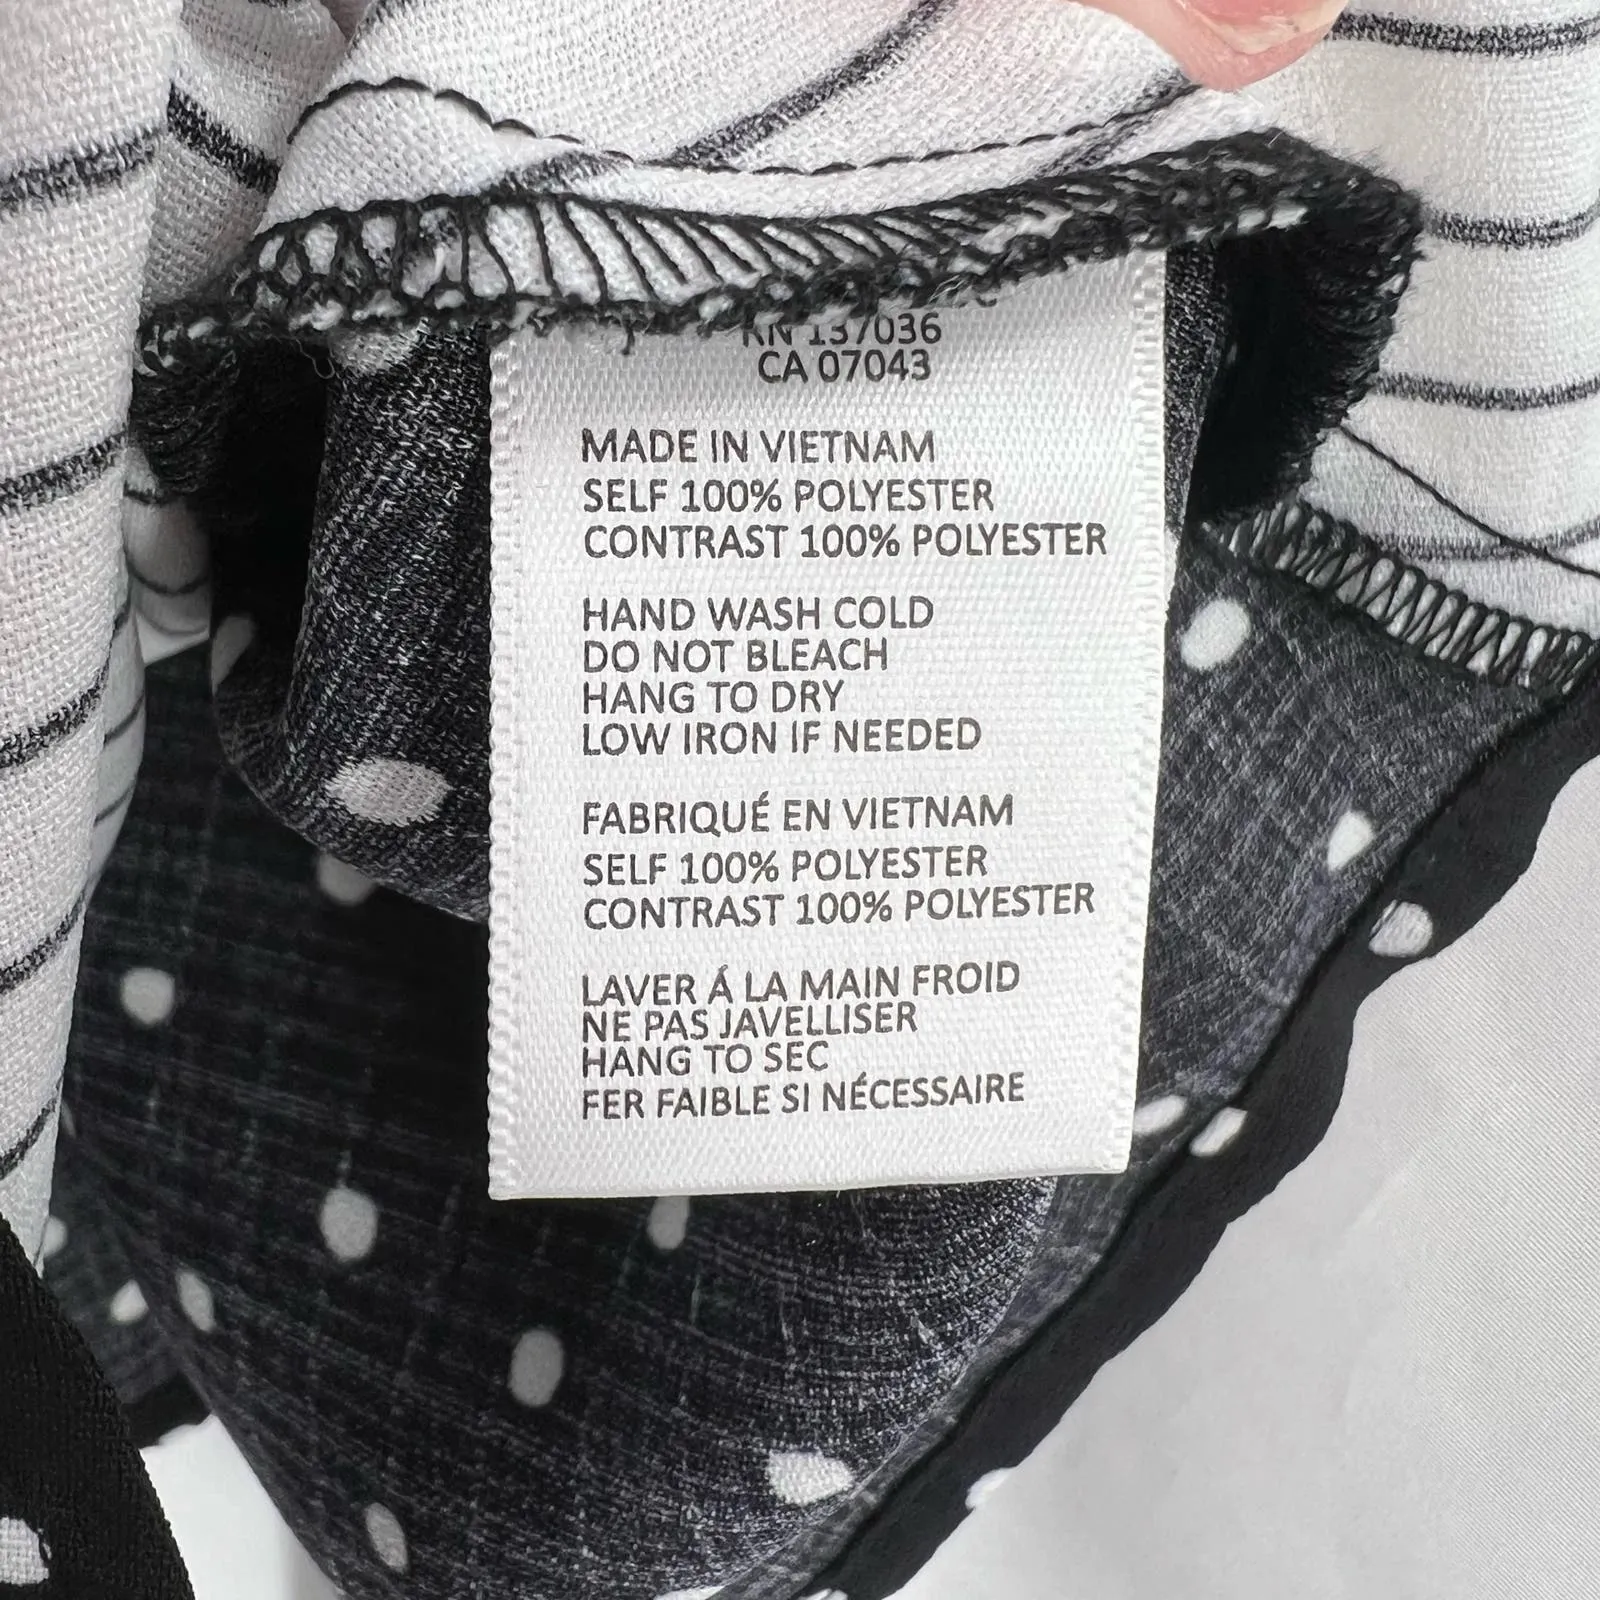 RN 137036
CA 07043
MADE IN VIETNAM
SELF 100% POLYESTER
CONTRAST 100% POLYESTER
HAND WASH COLD
DO NOT BLEACH
HANG TO DRY
LOW IRON IF NEEDED
FABRIQUÉ EN VIETNAM
SELF 100% POLYESTER
CONTRAST 100% POLYESTER
LAVER Á LA MAIN FROID
NE PAS JAVELLISER
HANG TO SEC
FER FAIBLE SI NÉCESSAIRE